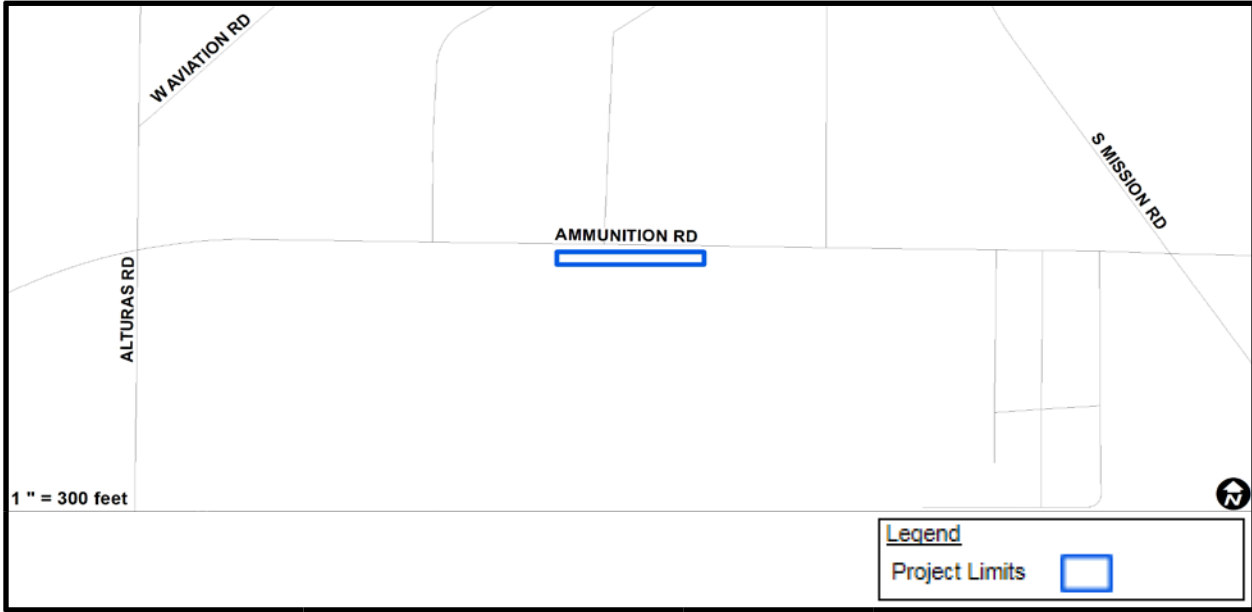 W AVIATION RD
S MISSION RD
AMMUNITION RD
ALTURAS RD
1 " = 300 feet
N
Legend
Project Limits